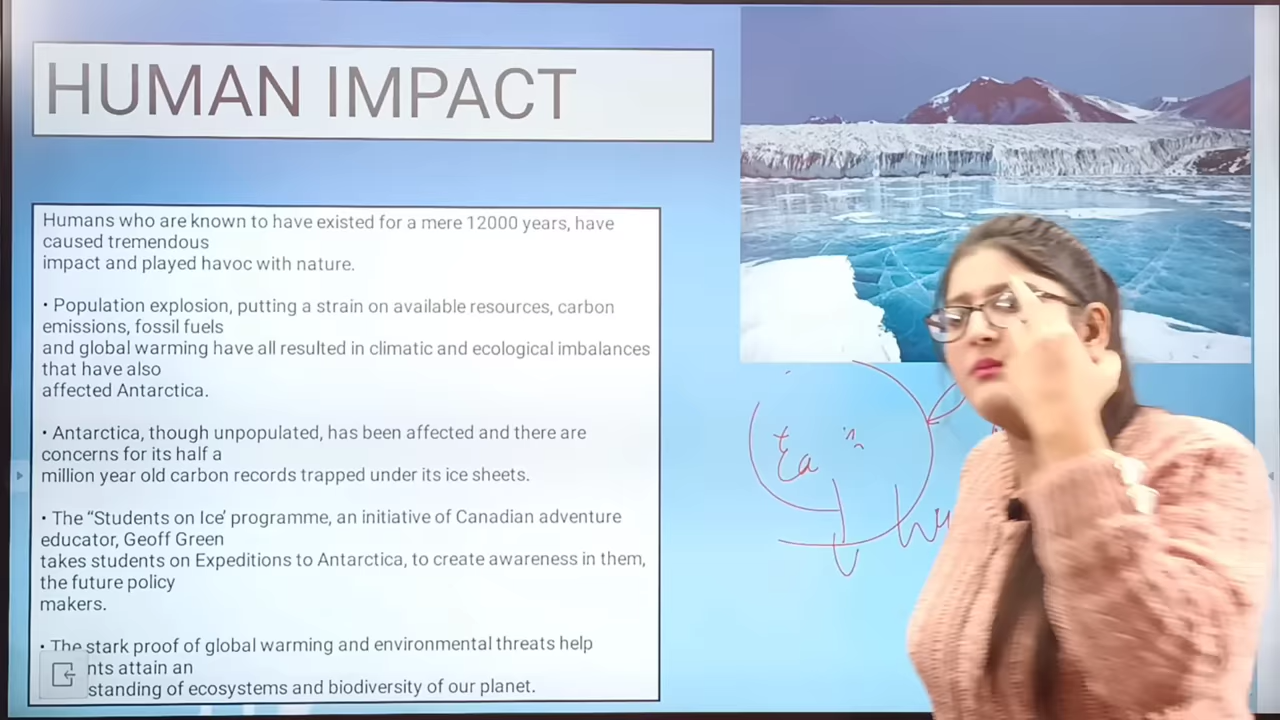 HUMAN IMPACT
Humans who are known to have existed for a mere 12000 years, have
caused tremendous
impact and played havoc with nature.
• Population explosion, putting a strain on available resources, carbon
emissions, fossil fuels
and global warming have all resulted in climatic and ecological imbalances
that have also
affected Antarctica.
• Antarctica, though unpopulated, has been affected and there are
concerns for its half a
million year old carbon records trapped under its ice sheets.
• The “Students on Ice’ programme, an initiative of Canadian adventure
educator, Geoff Green
takes students on Expeditions to Antarctica, to create awareness in them,
the future policy
makers.
• The stark proof of global warming and environmental threats help
nts attain an
standing of ecosystems and biodiversity of our planet.